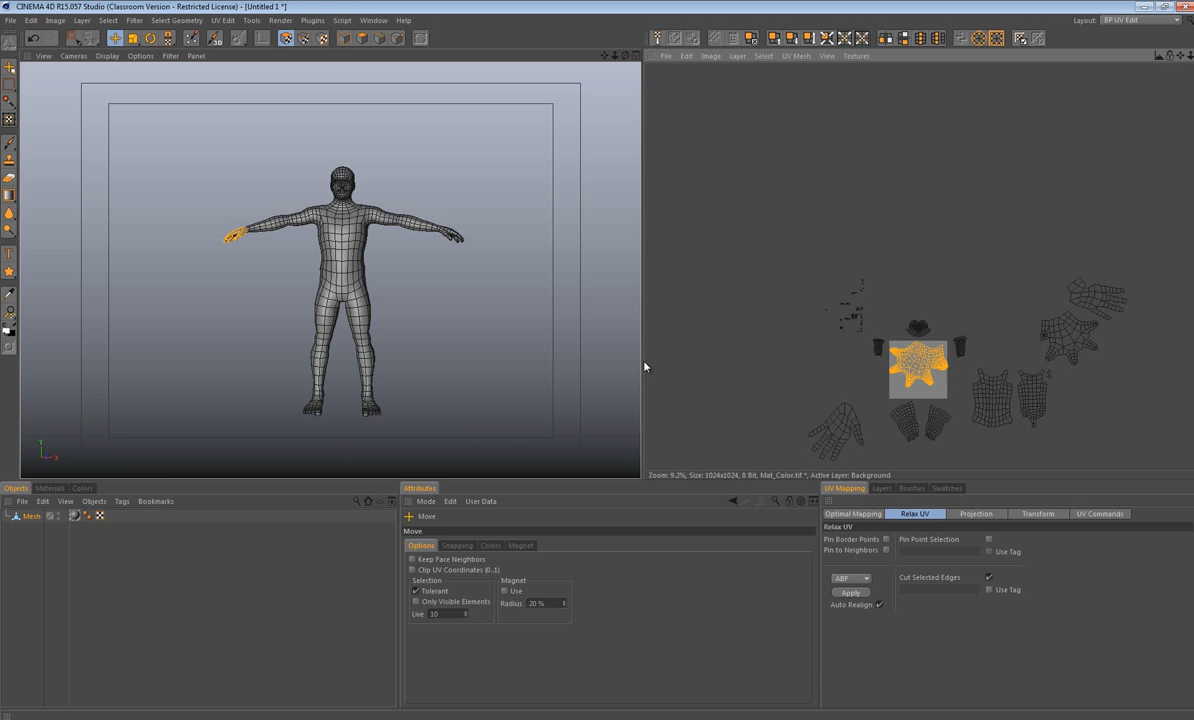 CINEMA 4D R15.057 Studio (Classroom Version - Restricted License) - [Untitled 1 *]
File Edit Image Layer Select Filter Select Geometry UV Edit Tools Render Plugins Script Window Help
Layout: BP UV Edit
View Cameras Display Options Filter Panel
File Edit Image Layer Select UV Mesh View Textures
Y
X
Zoom: 9.2%, Size: 1024x1024, 8 Bit, Mat_Color.tif *, Active Layer: Background
Objects Materials Colors
File Edit View Objects Tags Bookmarks
Mesh
Attributes
Mode Edit User Data
Move
Move
Options Snapping Colors Magnet
Keep Face Neighbors
Clip UV Coordinates (0..1)
Selection Magnet
Tolerant Use
Only Visible Elements Radius 20 %
Live 10
UV Mapping Layers Brushes Swatches
Optimal Mapping Relax UV Projection Transform UV Commands
Relax UV
Pin Border Points Pin Point Selection
Pin to Neighbors Use Tag
ABF Cut Selected Edges
Apply Use Tag
Auto Realign